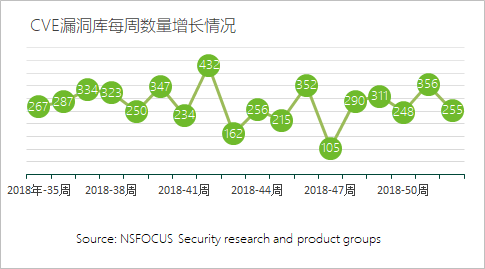 CVE漏洞库每周数量增长情况
267 287 334 323 250 347 234 432 162 256 215 352 105 290 311 248 356 255
2018年-35周 2018-38周 2018-41周 2018-44周 2018-47周 2018-50周
Source: NSFOCUS Security research and product groups